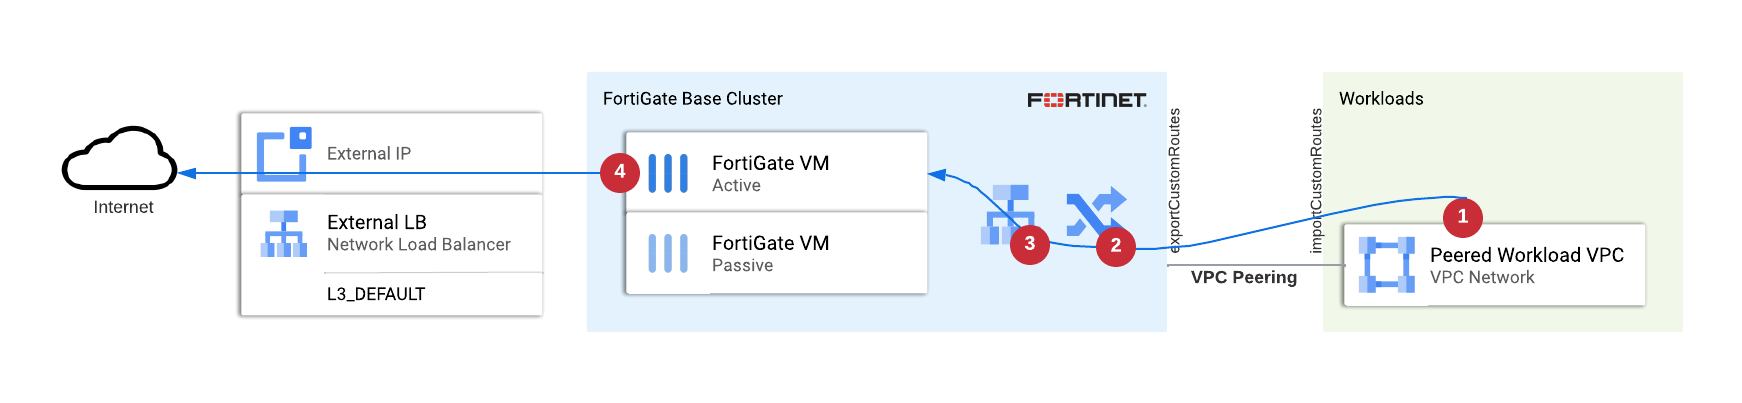 Internet
External IP
External LB
Network Load Balancer
L3_DEFAULT
FortiGate Base Cluster
FORTINET
4
FortiGate VM
Active
FortiGate VM
Passive
3
2
exportCustomRoutes
VPC Peering
importCustomRoutes
Workloads
1
Peered Workload VPC
VPC Network